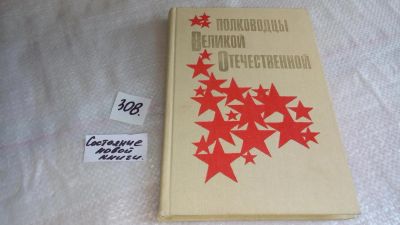 ПОЛКОВОДЦЫ
ВЕЛИКОЙ
ОТЕЧЕСТВЕННОЙ
308.
Состояние
новой
книги.